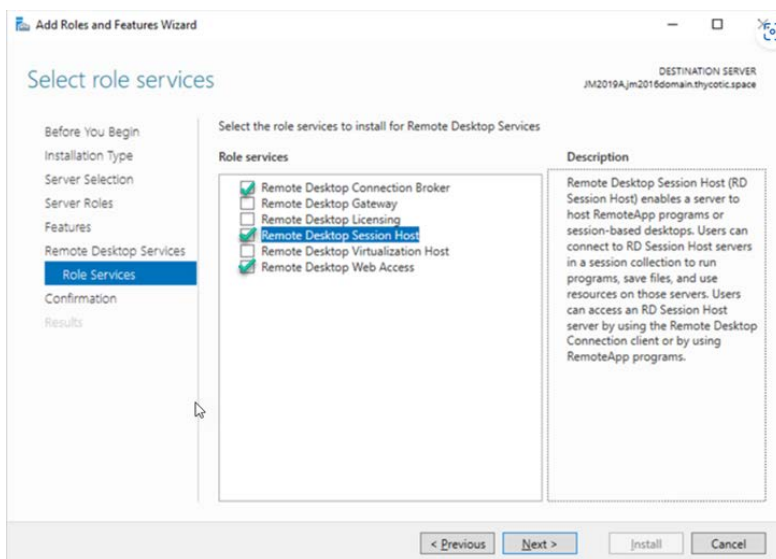 Add Roles and Features Wizard
Select role services
DESTINATION SERVER
JM2019A.jm2016domain.thycotic.space
Before You Begin
Installation Type
Server Selection
Server Roles
Features
Remote Desktop Services
Role Services
Confirmation
Results
Select the role services to install for Remote Desktop Services
Role services
Remote Desktop Connection Broker
Remote Desktop Gateway
Remote Desktop Licensing
Remote Desktop Session Host
Remote Desktop Virtualization Host
Remote Desktop Web Access
Description
Remote Desktop Session Host (RD
Session Host) enables a server to
host RemoteApp programs or
session-based desktops. Users can
connect to RD Session Host servers
in a session collection to run
programs, save files, and use
resources on those servers. Users
can access an RD Session Host
server by using the Remote Desktop
Connection client or by using
RemoteApp programs.
< Previous
Next >
Install
Cancel